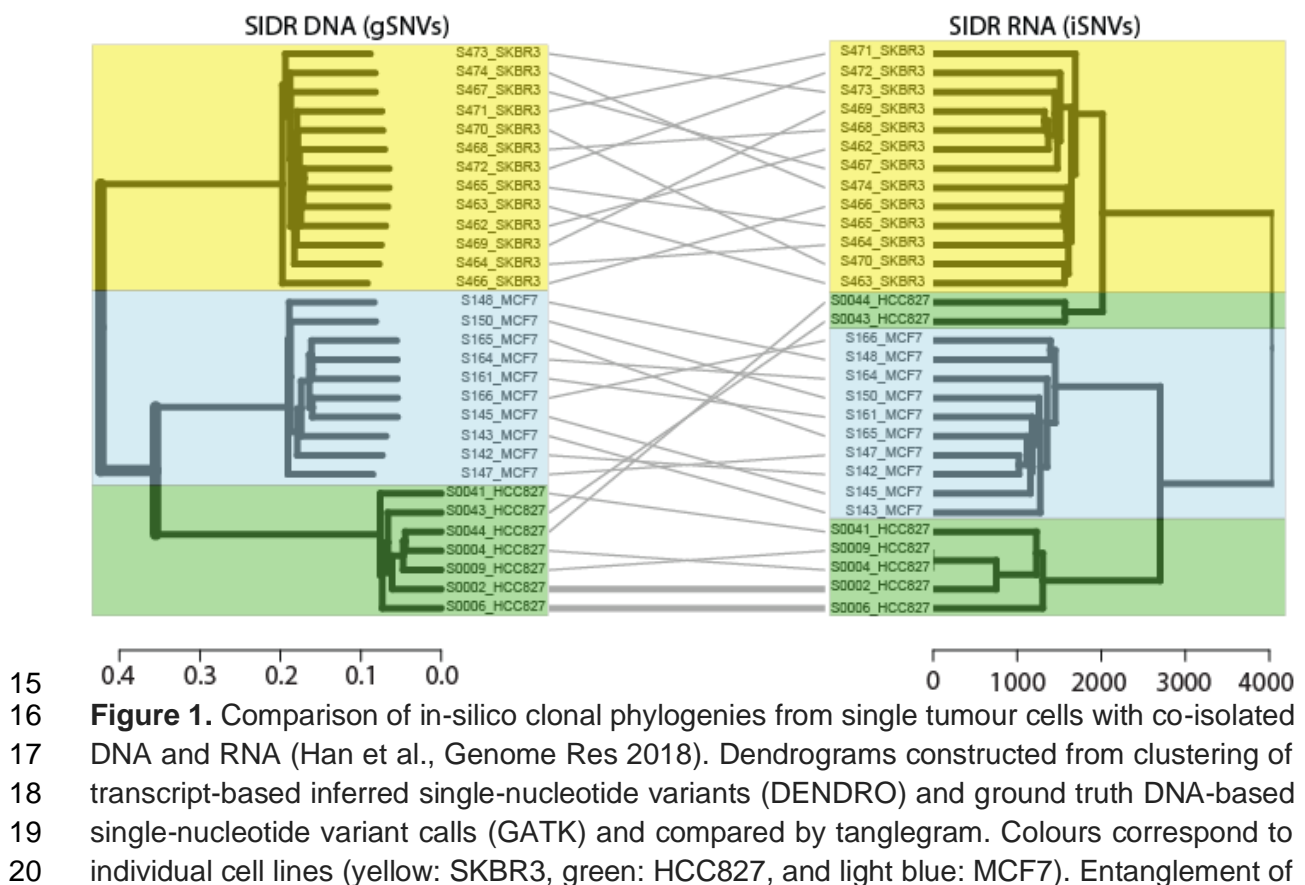 SIDR DNA (gSNVs)
SIDR RNA (iSNVs)
S473_SKBR3
S474_SKBR3
S467_SKBR3
S471_SKBR3
S470_SKBR3
S468_SKBR3
S472_SKBR3
S465_SKBR3
S463_SKBR3
S462_SKBR3
S469_SKBR3
S464_SKBR3
S466_SKBR3
S148_MCF7
S150_MCF7
S165_MCF7
S164_MCF7
S161_MCF7
S166_MCF7
S145_MCF7
S143_MCF7
S142_MCF7
S147_MCF7
S0041_HCC827
S0043_HCC827
S0044_HCC827
S0004_HCC827
S0009_HCC827
S0002_HCC827
S0006_HCC827
S471_SKBR3
S472_SKBR3
S473_SKBR3
S469_SKBR3
S468_SKBR3
S462_SKBR3
S467_SKBR3
S474_SKBR3
S466_SKBR3
S465_SKBR3
S464_SKBR3
S470_SKBR3
S463_SKBR3
S0044_HCC827
S0043_HCC827
S166_MCF7
S148_MCF7
S164_MCF7
S150_MCF7
S161_MCF7
S165_MCF7
S147_MCF7
S142_MCF7
S145_MCF7
S143_MCF7
S0041_HCC827
S0009_HCC827
S0004_HCC827
S0002_HCC827
S0006_HCC827
0.4 0.3 0.2 0.1 0.0
0 1000 2000 3000 4000
15
16 Figure 1. Comparison of in-silico clonal phylogenies from single tumour cells with co-isolated
17 DNA and RNA (Han et al., Genome Res 2018). Dendrograms constructed from clustering of
18 transcript-based inferred single-nucleotide variants (DENDRO) and ground truth DNA-based
19 single-nucleotide variant calls (GATK) and compared by tanglegram. Colours correspond to
20 individual cell lines (yellow: SKBR3, green: HCC827, and light blue: MCF7). Entanglement of